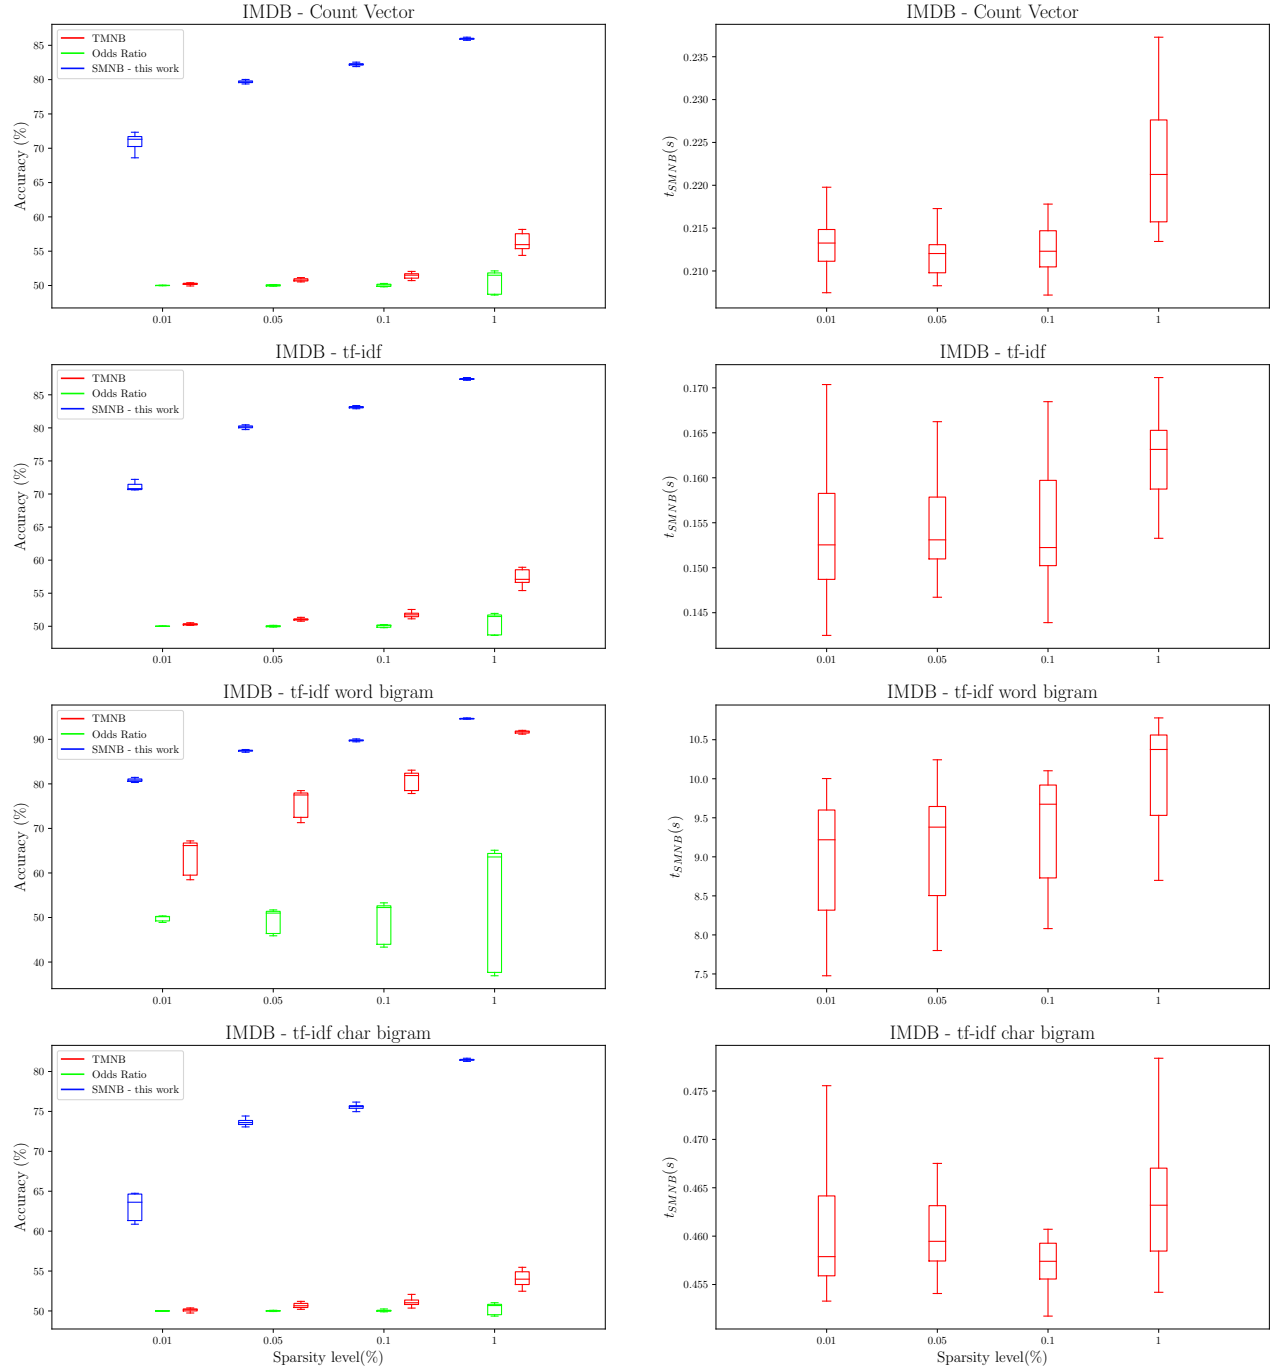 IMDB - Count Vector
Accuracy (%)
85
80
75
70
65
60
55
50
TMNB
Odds Ratio
SMNB - this work
0.01 0.05 0.1 1
IMDB - Count Vector
t_{SMNB}(s)
0.235
0.230
0.225
0.220
0.215
0.210
0.01 0.05 0.1 1
IMDB - tf-idf
Accuracy (%)
85
80
75
70
65
60
55
50
TMNB
Odds Ratio
SMNB - this work
0.01 0.05 0.1 1
IMDB - tf-idf
t_{SMNB}(s)
0.170
0.165
0.160
0.155
0.150
0.145
0.01 0.05 0.1 1
IMDB - tf-idf word bigram
Accuracy (%)
90
80
70
60
50
40
TMNB
Odds Ratio
SMNB - this work
0.01 0.05 0.1 1
IMDB - tf-idf word bigram
t_{SMNB}(s)
10.5
10.0
9.5
9.0
8.5
8.0
7.5
0.01 0.05 0.1 1
IMDB - tf-idf char bigram
Accuracy (%)
80
75
70
65
60
55
50
TMNB
Odds Ratio
SMNB - this work
0.01 0.05 0.1 1
Sparsity level(%)
IMDB - tf-idf char bigram
t_{SMNB}(s)
0.475
0.470
0.465
0.460
0.455
0.01 0.05 0.1 1
Sparsity level(%)